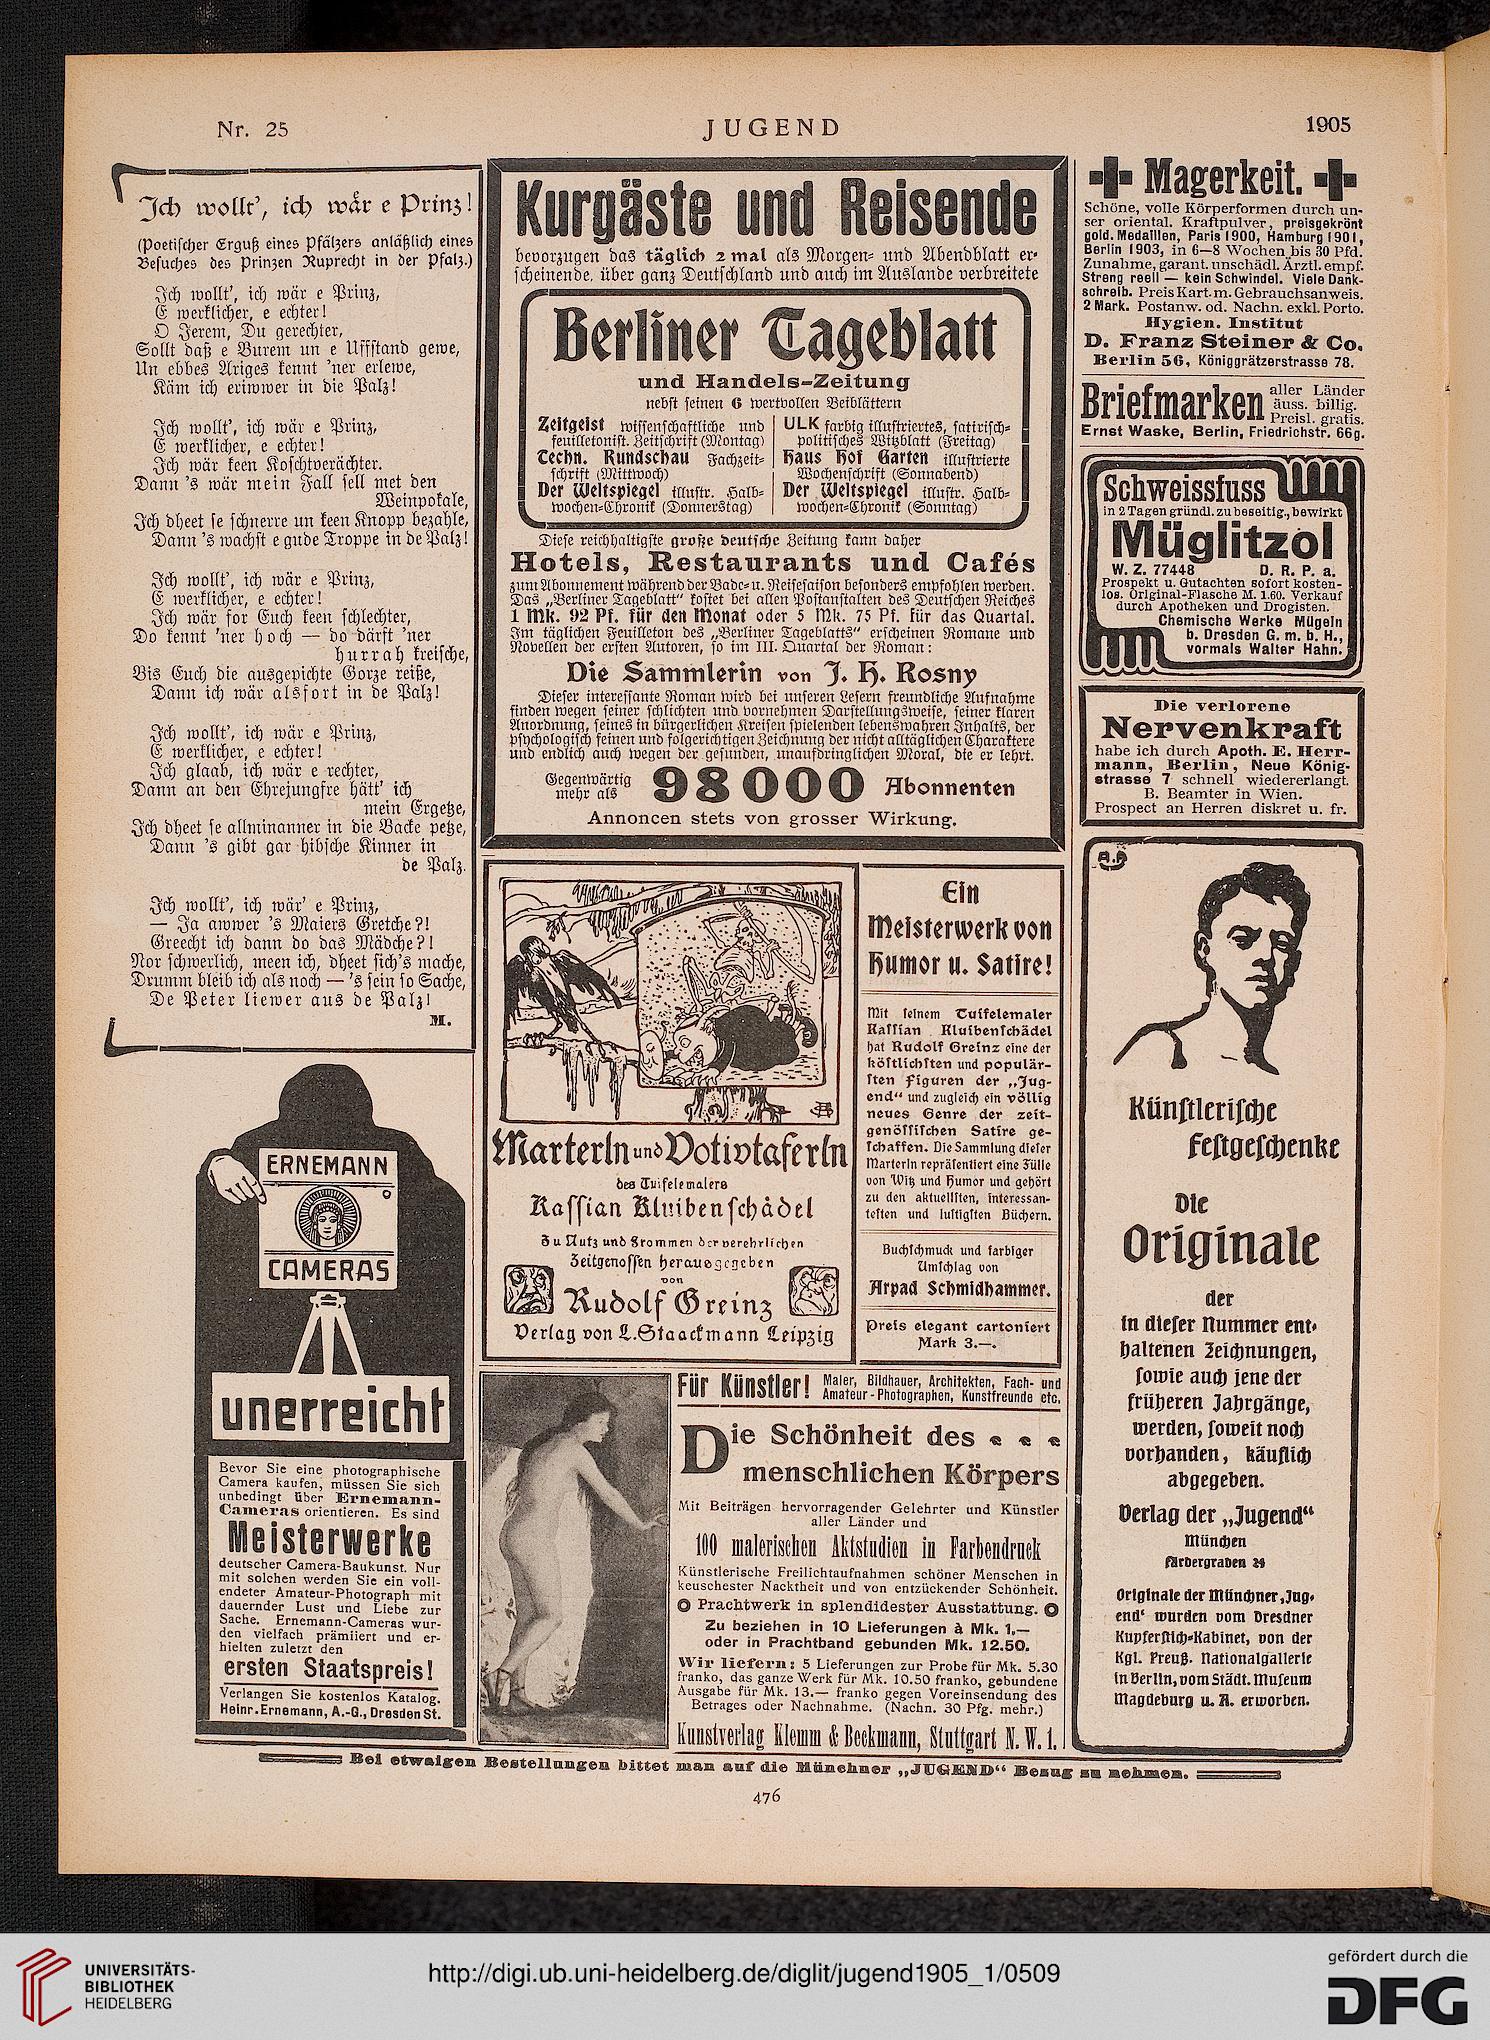 Nr. 25
JUGEND
1905
Ich wollt', ich wär e Prinz!
(Poetischer Erguß eines Pfälzers anläßlich eines
Besuches des Prinzen Ruprecht in der Pfalz.)
Ich wollt', ich wär e Prinz,
E werklicher, e echter!
O Jerem, Du gerechter,
Sollt daß e Burem un e Uffstand gewe,
Un ebbes Ariges kennt 'ner erlewe,
Käm ich eriwwer in die Palz!
Ich wollt', ich wär e Prinz,
E werklicher, e echter!
Ich wär keen Koschtverächter.
Dann 's wär mein Fall sell met den
Weinpokale,
Ich dheet se schnerre un keen Knopp bezahle,
Dann 's wachst e gude Troppe in de Palz!
Ich wollt', ich wär e Prinz,
E werklicher, e echter!
Ich wär for Euch keen schlechter,
Do kennt 'ner hoch — do därft 'ner
hurrah kreische,
Bis Euch die ausgepichte Gorze reiße,
Dann ich wär alsfort in de Palz!
Ich wollt', ich wär e Prinz,
E werklicher, e echter!
Ich glaab, ich wär e rechter,
Dann an den Ehrejungfre hätt' ich
mein Ergetze,
Ich dheet se allminanner in die Backe petze,
Dann 's gibt gar hibsche Kinner in
de Palz.
Ich wollt', ich wär' e Prinz,
— Ja awwer 's Maiers Gretche?!
Greecht ich dann do das Mädche?!
Nor schwerlich, meen ich, dheet sich's mache,
Drumm bleib ich als noch — 's sein so Sache,
De Peter liewer aus de Palz!
M.
ERNEMANN
CAMERAS
unerreicht
Bevor Sie eine photographische
Camera kaufen, müssen Sie sich
unbedingt über Ernemann-
Cameras orientieren. Es sind
Meisterwerke
deutscher Camera-Baukunst. Nur
mit solchen werden Sie ein voll-
endeter Amateur-Photograph mit
dauernder Lust und Liebe zur
Sache. Ernemann-Cameras wur-
den vielfach prämiiert und er-
hielten zuletzt den
ersten Staatspreis!
Verlangen Sie kostenlos Katalog.
Heinr. Ernemann, A.-G., Dresden St.
Kurgäste und Reisende
bevorzugen das täglich 2 mal als Morgen- und Abendblatt er-
scheinende, über ganz Deutschland und auch im Auslande verbreitete
Berliner Tageblatt
und Handels-Zeitung
nebst seinen 6 wertvollen Beiblättern
Zeitgeist wissenschaftliche und
feuilletonist. Zeitschrift (Montag)
Techn. Rundschau Fachzeit-
schrift (Mittwoch)
Der Weltspiegel illustr. Halb-
wochen-Chronik (Donnerstag)
ULK farbig illustriertes, satirisch-
politisches Witzblatt (Freitag)
Haus Hof Garten illustrierte
Wochenschrift (Sonnabend)
Der Weltspiegel illustr. Halb-
wochen-Chronik (Sonntag)
Diese reichhaltigste große deutsche Zeitung kann daher
Hotels, Restaurants und Cafés
zum Abonnement während der Bade- u. Reisesaison besonders empfohlen werden.
Das „Berliner Tageblatt" kostet bei allen Postanstalten des Deutschen Reiches
1 Mk. 92 Pf. für den Monat oder 5 Mk. 75 Pf. für das Quartal.
Im täglichen Feuilleton des „Berliner Tageblatts" erscheinen Romane und
Novellen der ersten Autoren, so im III. Quartal der Roman:
Die Sammlerin von J. H. Rosny
Dieser interessante Roman wird bei unseren Lesern freundliche Aufnahme
finden wegen seiner schlichten und vornehmen Darstellungsweise, seiner klaren
Anordnung, seines in bürgerlichen Kreisen spielenden lebenswahren Inhalts, der
psychologisch feinen und folgerichtigen Zeichnung der nicht alltäglichen Charaktere
und endlich auch wegen der gesunden, unaufdringlichen Moral, die er lehrt.
Gegenwärtig
mehr als 98000 Abonnenten
Annoncen stets von grosser Wirkung.
Marterln und Votivtaferln
des Tuifelemalers
Kassian Kluibenschädel
Zu Nutz und Frommen der verehrlichen
Zeitgenossen herausgegeben
von
Rudolf Greinz
Verlag von L. Staackmann Leipzig
Ein
Meisterwerk von
Humor u. Satire!
Mit seinem Tuifelemaler
Kassian Kluibenschädel
hat Rudolf Greinz eine der
köstlichsten und populär-
sten Figuren der „Jug-
end" und zugleich ein völlig
neues Genre der zeit-
genössischen Satire ge-
schaffen. Die Sammlung dieser
Marterln repräsentiert eine Fülle
von Witz und Humor und gehört
zu den aktuellsten, interessan-
testen und lustigsten Büchern.
Buchschmuck und farbiger
Umschlag von
Arpad Schmidhammer.
Preis elegant cartoniert
Mark 3.—.
Für Künstler! Maler, Bildhauer, Architekten, Fach- und
Amateur-Photographen, Kunstfreunde etc.
Die Schönheit des
menschlichen Körpers
Mit Beiträgen hervorragender Gelehrter und Künstler
aller Länder und
100 malerischen Aktstudien in Farbendruck
Künstlerische Freilichtaufnahmen schöner Menschen in
keuschester Nacktheit und von entzückender Schönheit.
Prachtwerk in splendidester Ausstattung.
Zu beziehen in 10 Lieferungen à Mk. 1.—
oder in Prachtband gebunden Mk. 12.50.
Wir liefern: 5 Lieferungen zur Probe für Mk. 5.30
franko, das ganze Werk für Mk. 10.50 franko, gebundene
Ausgabe für Mk. 13.— franko gegen Voreinsendung des
Betrages oder Nachnahme. (Nachn. 30 Pfg. mehr.)
Kunstverlag Klemm & Beckmann, Stuttgart N. W. 1.
Magerkeit.
Schöne, volle Körperformen durch un-
ser oriental. Kraftpulver, preisgekrönt
gold. Medaillen, Paris 1900, Hamburg 1901,
Berlin 1903, in 6—8 Wochen bis 30 Pfd.
Zunahme, garant. unschädl. Ärztl. empf.
Streng reell — kein Schwindel. Viele Dank-
schreib. Preis Kart. m. Gebrauchsanweis.
2 Mark. Postanw. od. Nachn. exkl. Porto.
Hygien. Institut
D. Franz Steiner & Co.
Berlin 56, Königgrätzerstrasse 78.
Briefmarken aller Länder
äuss. billig.
Preisl. gratis.
Ernst Waske, Berlin, Friedrichstr. 66g.
Schweissfuss
in 2 Tagen gründl. zu beseitig., bewirkt
Müglitzol
W. Z. 77448 D. R. P. a.
Prospekt u. Gutachten sofort kosten-
los. Original-Flasche M. 1.60. Verkauf
durch Apotheken und Drogisten.
Chemische Werke Mügeln
b. Dresden G. m. b. H.,
vormals Walter Hahn.
Die verlorene
Nervenkraft
habe ich durch Apoth. E. Herr-
mann, Berlin, Neue König-
strasse 7 schnell wiedererlangt.
B. Beamter in Wien.
Prospect an Herren diskret u. fr.
Künstlerische
Festgeschenke
Die
Originale
der
in dieser Nummer ent-
haltenen Zeichnungen,
sowie auch jene der
früheren Jahrgänge,
werden, soweit noch
vorhanden, käuflich
abgegeben.
Verlag der „Jugend"
München
Färbergraben 24
Originale der Münchner ‚Jug-
end' wurden vom Dresdner
Kupferstich-Kabinet, von der
Kgl. Preuß. Nationalgallerie
in Berlin, vom Städt. Museum
Magdeburg u. A. erworben.
Bei etwaigen Bestellungen bittet man auf die Münchner „JUGEND" Bezug zu nehmen.
476
UNIVERSITÄTS-
BIBLIOTHEK
HEIDELBERG
http://digi.ub.uni-heidelberg.de/diglit/jugend1905_1/0509
gefördert durch die
DFG